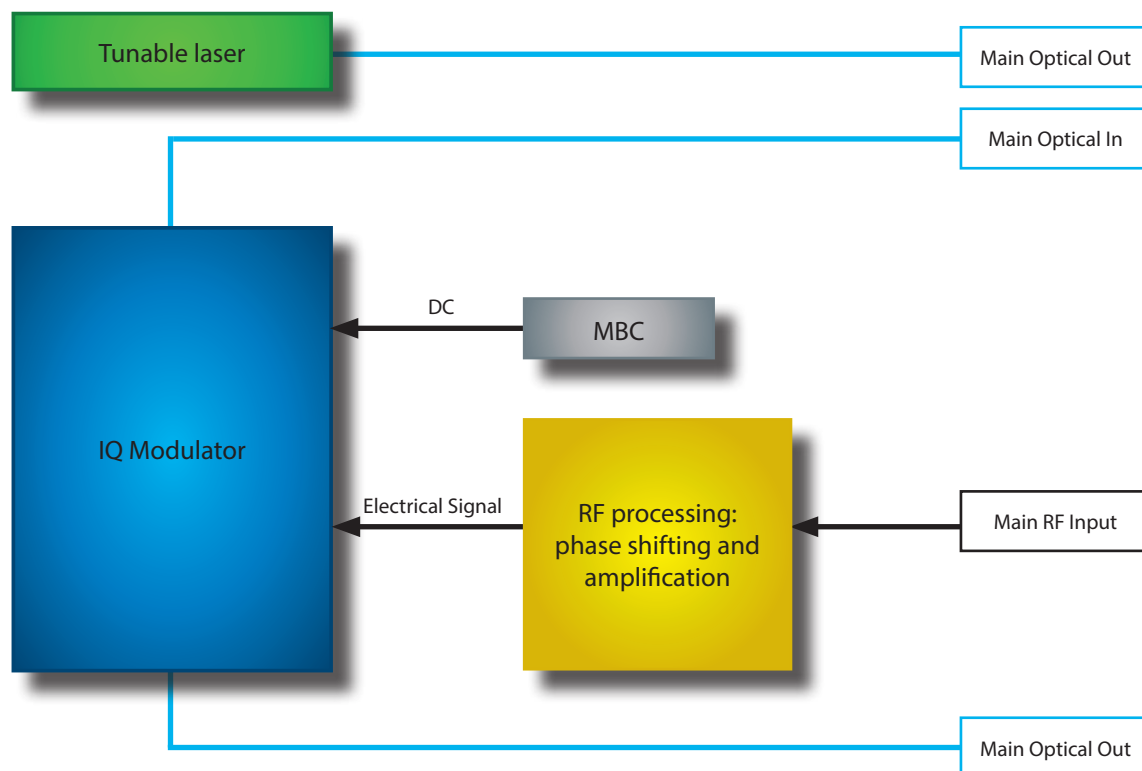 Tunable laser
Main Optical Out
Main Optical In
DC
MBC
IQ Modulator
Electrical Signal
RF processing:
phase shifting and
amplification
Main RF Input
Main Optical Out